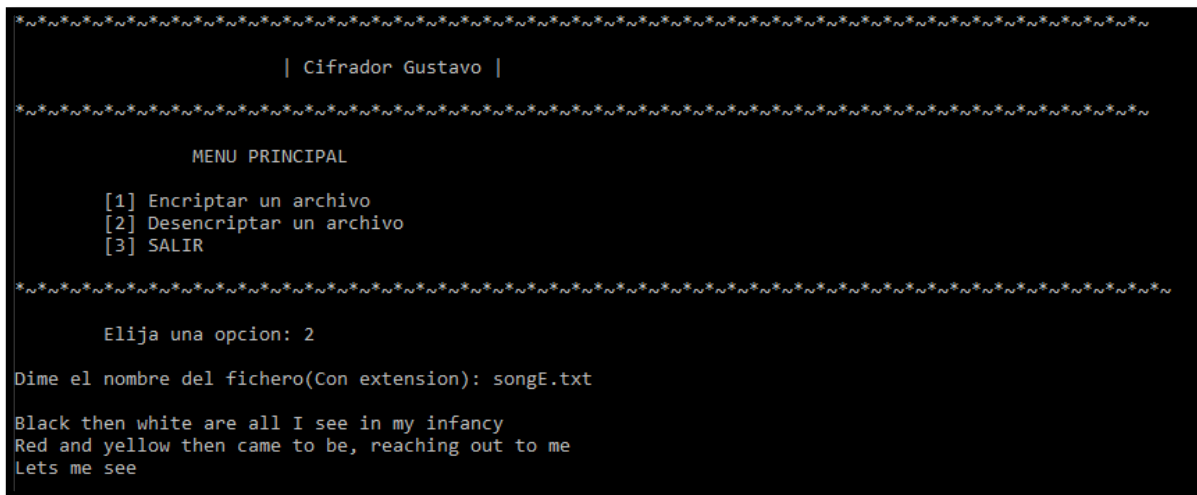 *~*~*~*~*~*~*~*~*~*~*~*~*~*~*~*~*~*~*~*~*~*~*~*~*~*~*~*~*~*~*~*~*~*~*~*~*~*~*~*~*~*~*~*~*~*~*~*~*~*~*~
| Cifrador Gustavo |
*~*~*~*~*~*~*~*~*~*~*~*~*~*~*~*~*~*~*~*~*~*~*~*~*~*~*~*~*~*~*~*~*~*~*~*~*~*~*~*~*~*~*~*~*~*~*~*~*~*~*~
MENU PRINCIPAL
[1] Encriptar un archivo
[2] Desencriptar un archivo
[3] SALIR
*~*~*~*~*~*~*~*~*~*~*~*~*~*~*~*~*~*~*~*~*~*~*~*~*~*~*~*~*~*~*~*~*~*~*~*~*~*~*~*~*~*~*~*~*~*~*~*~*~*~*~*~
Elija una opcion: 2
Dime el nombre del fichero(Con extension): songE.txt
Black then white are all I see in my infancy
Red and yellow then came to be, reaching out to me
Lets me see